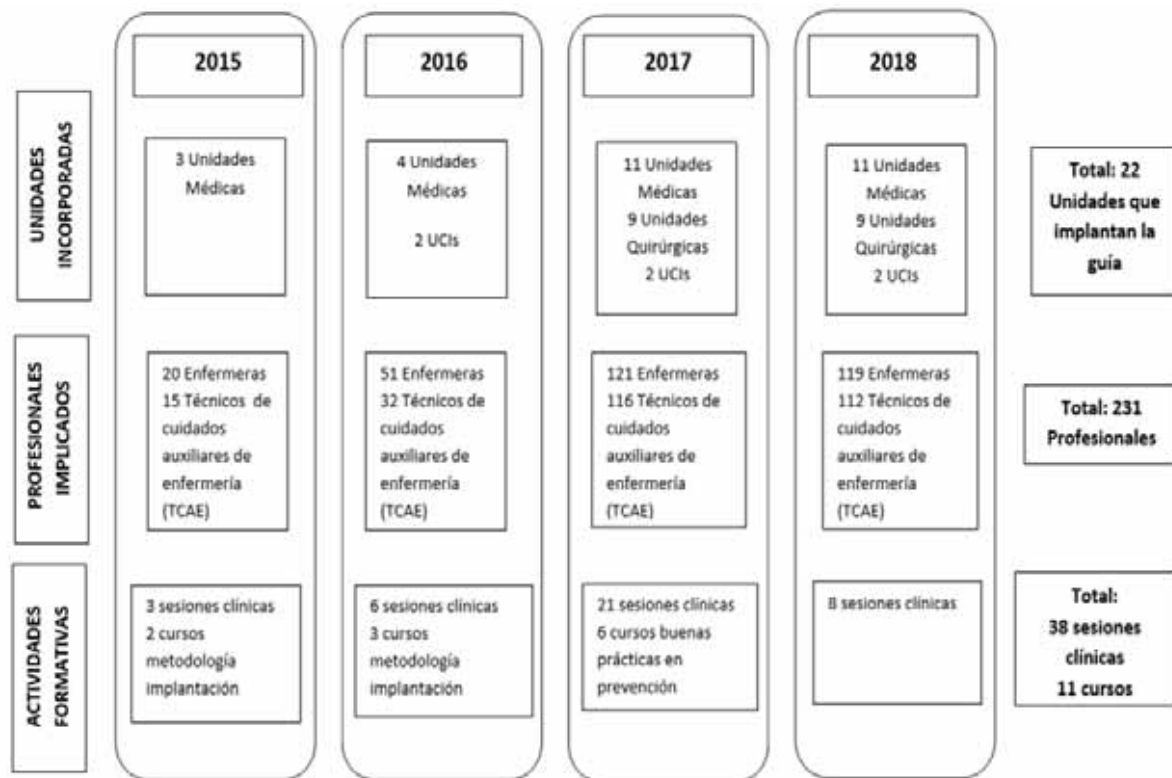 2015
2016
2017
2018
UNIDADES
INCORPORADAS
3 Unidades
Médicas
4 Unidades
Médicas
2 UCIs
11 Unidades
Médicas
9 Unidades
Quirúrgicas
2 UCIs
11 Unidades
Médicas
9 Unidades
Quirúrgicas
2 UCIs
Total: 22
Unidades que
implantan la
guía
PROFESIONALES
IMPLICADOS
20 Enfermeras
15 Técnicos de
cuidados
auxiliares de
enfermería
(TCAE)
51 Enfermeras
32 Técnicos de
cuidados
auxiliares de
enfermería
(TCAE)
121 Enfermeras
116 Técnicos de
cuidados
auxiliares de
enfermería
(TCAE)
119 Enfermeras
112 Técnicos de
cuidados
auxiliares de
enfermería
(TCAE)
Total: 231
Profesionales
ACTIVIDADES
FORMATIVAS
3 sesiones clínicas
2 cursos
metodología
implantación
6 sesiones clínicas
3 cursos
metodología
implantación
21 sesiones clínicas
6 cursos buenas
prácticas en
prevención
8 sesiones clínicas
Total:
38 sesiones
clínicas
11 cursos